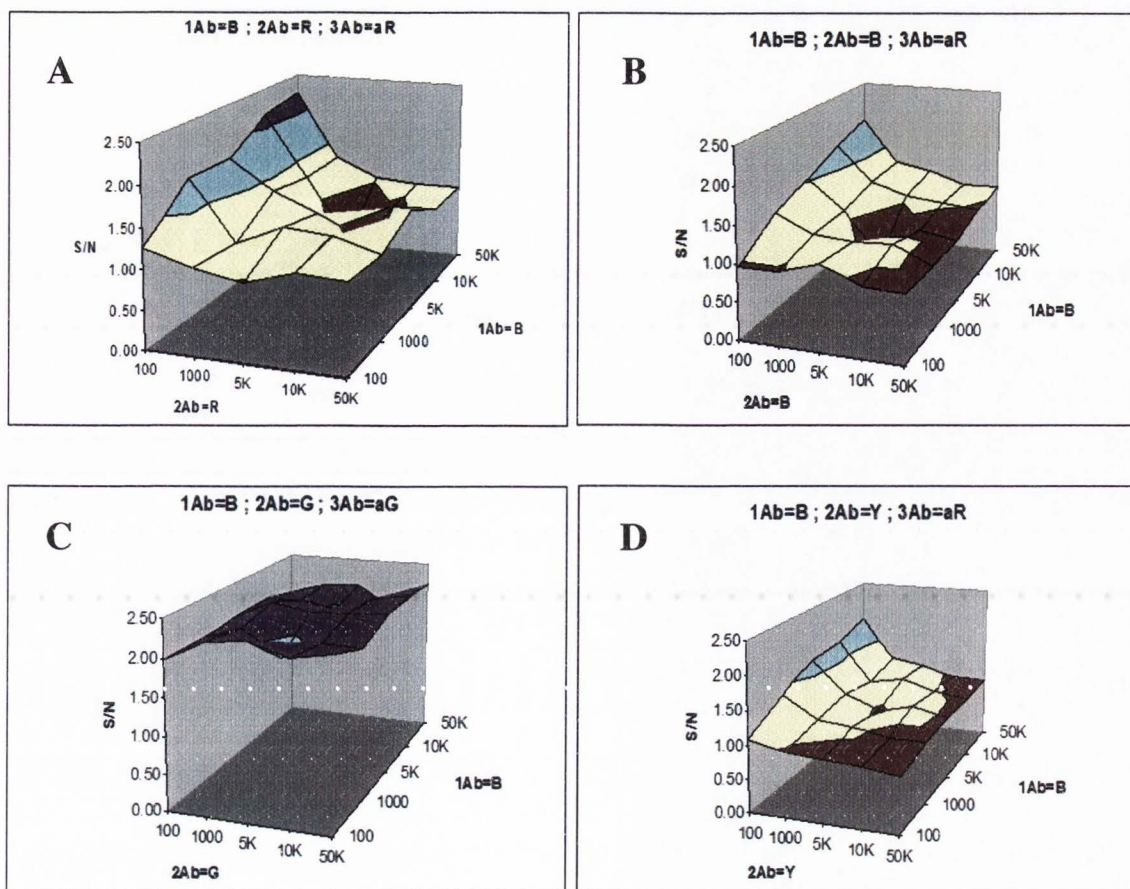 1Ab=B ; 2Ab=R ; 3Ab=aR
A
2.50
2.00
1.50
1.00
0.50
0.00
S/N
100
1000
5K
10K
50K
2Ab=R
100
1000
5K
10K
50K
1Ab=B
1Ab=B ; 2Ab=B ; 3Ab=aR
B
2.50
2.00
1.50
1.00
0.50
0.00
S/N
100
1000
5K
10K
50K
2Ab=B
100
1000
5K
10K
50K
1Ab=B
1Ab=B ; 2Ab=G ; 3Ab=aG
C
2.50
2.00
1.50
1.00
0.50
0.00
S/N
100
1000
5K
10K
50K
2Ab=G
100
1000
5K
10K
50K
1Ab=B
1Ab=B ; 2Ab=Y ; 3Ab=aR
D
2.50
2.00
1.50
1.00
0.50
0.00
S/N
100
1000
5K
10K
50K
2Ab=Y
100
1000
5K
10K
50K
1Ab=B